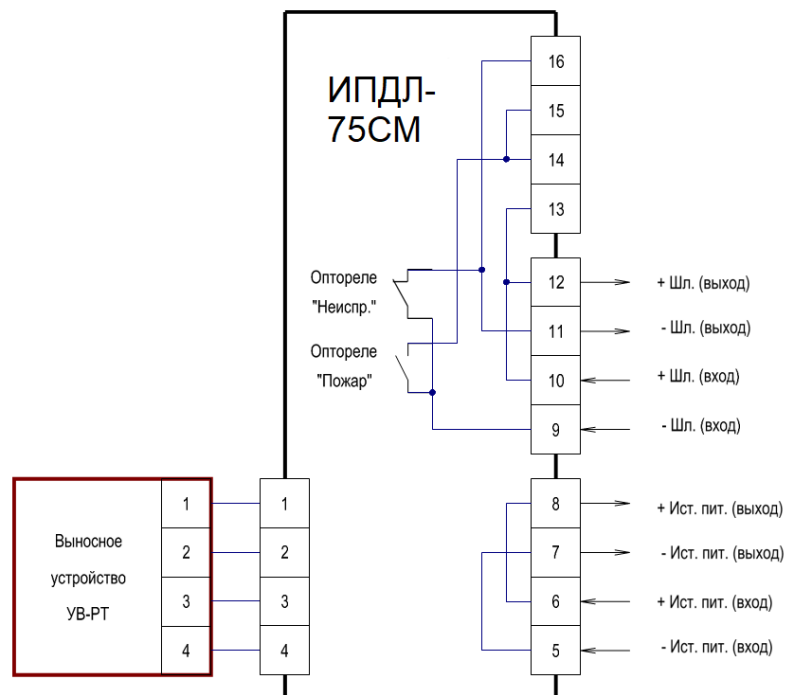 ИПДЛ-
75СМ
16
15
14
13
12
+ Шл. (выход)
11
- Шл. (выход)
10
+ Шл. (вход)
9
- Шл. (вход)
Оптореле
"Неиспр."
Оптореле
"Пожар"
8
+ Ист. пит. (выход)
7
- Ист. пит. (выход)
6
+ Ист. пит. (вход)
5
- Ист. пит. (вход)
Выносное
устройство
УВ-РТ
1
2
3
4
1
2
3
4